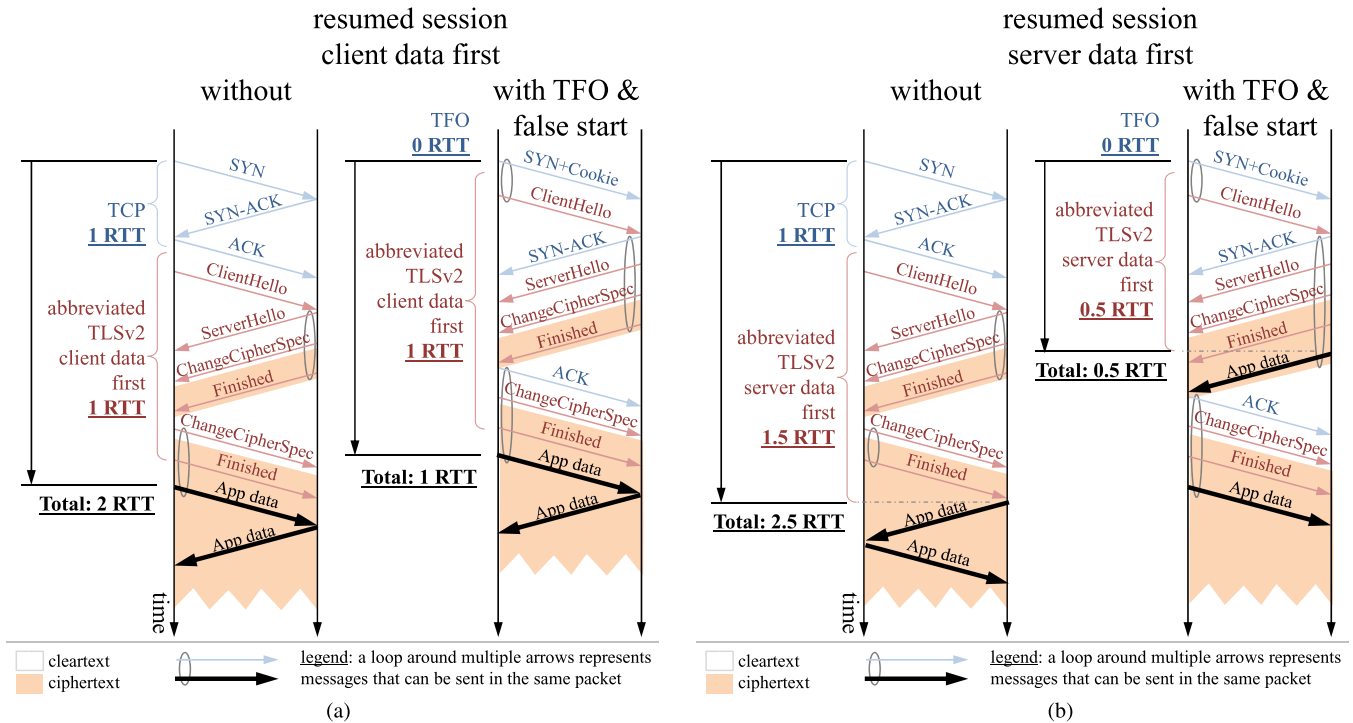 resumed session
client data first
without
with TFO &
false start
TFO
0 RTT
SYN
SYN-ACK
ACK
TCP
1 RTT
ClientHello
ServerHello
ChangeCipherSpec
Finished
ChangeCipherSpec
Finished
App data
App data
abbreviated
TLSv2
client data
first
1 RTT
Total: 2 RTT
time
SYN+Cookie
ClientHello
SYN-ACK
ServerHello
ChangeCipherSpec
Finished
ACK
ChangeCipherSpec
Finished
App data
App data
abbreviated
TLSv2
client data
first
1 RTT
Total: 1 RTT
cleartext
ciphertext
legend: a loop around multiple arrows represents
messages that can be sent in the same packet
(a)
resumed session
server data first
without
with TFO &
false start
TFO
0 RTT
SYN
SYN-ACK
ACK
TCP
1 RTT
ClientHello
ServerHello
ChangeCipherSpec
Finished
ChangeCipherSpec
Finished
App data
App data
abbreviated
TLSv2
server data
first
1.5 RTT
Total: 2.5 RTT
time
SYN+Cookie
ClientHello
SYN-ACK
ServerHello
ChangeCipherSpec
Finished
App data
ACK
ChangeCipherSpec
Finished
App data
abbreviated
TLSv2
server data
first
0.5 RTT
Total: 0.5 RTT
cleartext
ciphertext
legend: a loop around multiple arrows represents
messages that can be sent in the same packet
(b)